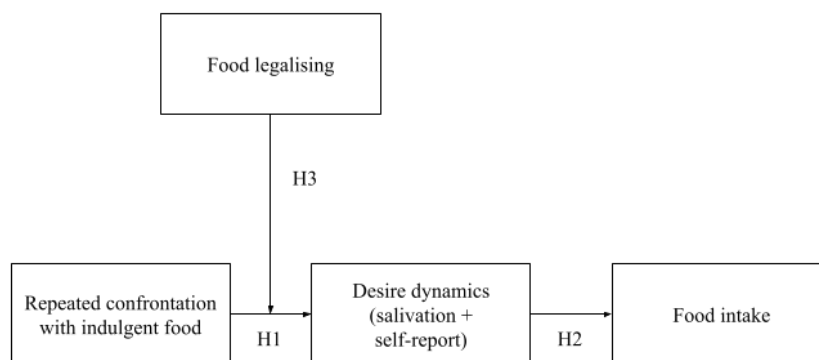 Food legalising
H3
Repeated confrontation
with indulgent food
H1
Desire dynamics
(salivation +
self-report)
H2
Food intake